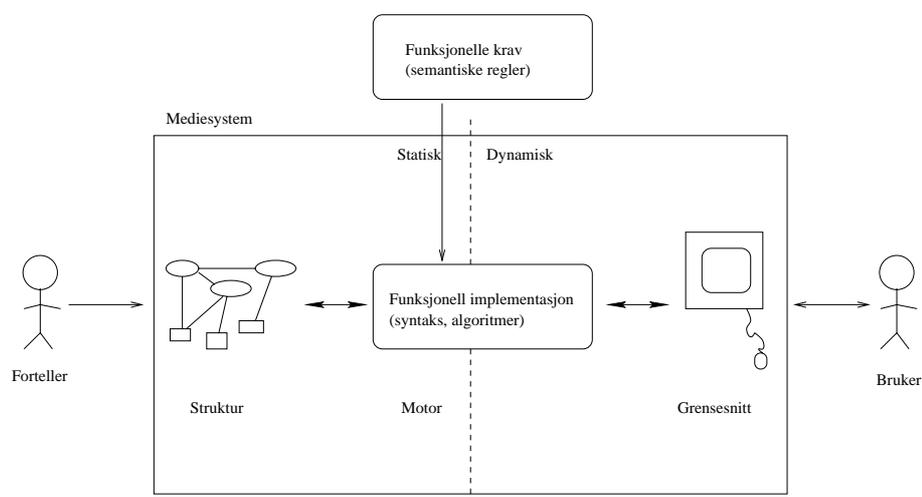 Funksjonelle krav
(semantiske regler)
Mediesystem
Statisk
Dynamisk
Funksjonell implementasjon
(syntaks, algoritmer)
Forteller
Bruker
Struktur
Motor
Grensesnitt